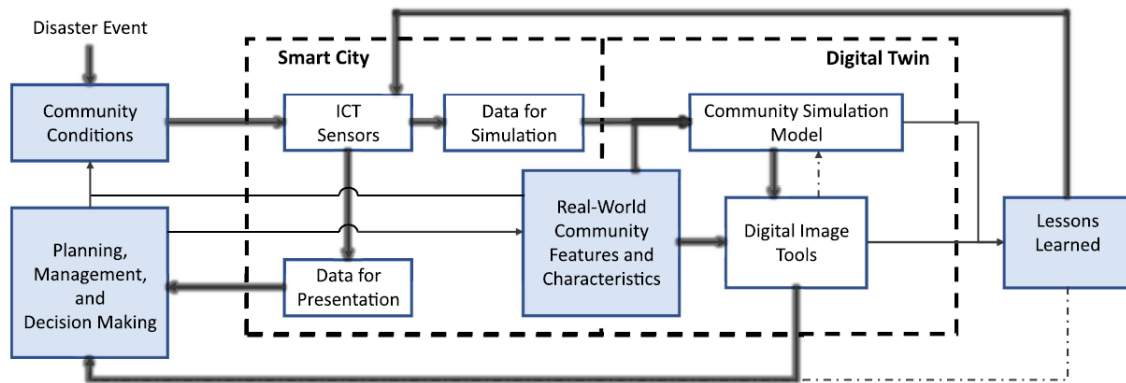 Disaster Event
Smart City
Digital Twin
Community
Conditions
ICT
Sensors
Data for
Simulation
Community Simulation
Model
Planning,
Management,
and
Decision Making
Real-World
Community
Features and
Characteristics
Digital Image
Tools
Lessons
Learned
Data for
Presentation